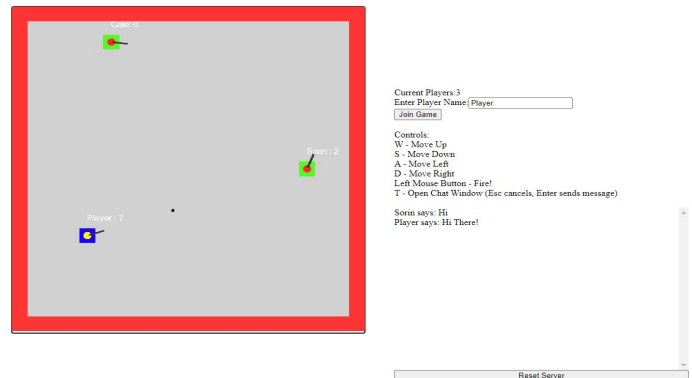 Sorin : 2
Player : 7
Current Players:3
Enter Player Name: Player
Join Game
Controls:
W - Move Up
S - Move Down
A - Move Left
D - Move Right
Left Mouse Button - Fire!
T - Open Chat Window (Esc cancels, Enter sends message)
Sorin says: Hi
Player says: Hi There!
Reset Server